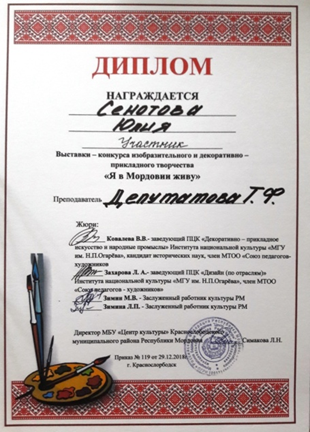 ДИПЛОМ
НАГРАЖДАЕТСЯ
Сенотова
Юлия
Участник
Выставки – конкурса изобразительного и декоративно –
прикладного творчества
«Я в Мордовии живу»
Преподаватель Депутатова Т.Ф.
Жюри:
Ковалева В.В.- заведующий ПЦК «Декоративно – прикладное
искусство и народные промыслы» Института национальной культуры «МГУ
им. Н.П.Огарёва», кандидат исторических наук, член МТОО «Союз педагогов-
художников
Захарова Л. А.- заведующий ПЦК «Дизайн (по отраслям)»
Института национальной культуры «МГУ им. Н.П.Огарёва», член МТОО
«Союз педагогов - художников»
Зимин М.В. - Заслуженный работник культуры РМ
Зимина Л.П. - Заслуженный работник культуры РМ
Директор МБУ «Центр культуры» Краснослободского
муниципального района Республики Мордовия Симакова Л.Н.
Приказ № 119 от 29.12.2018г
г. Краснослободск